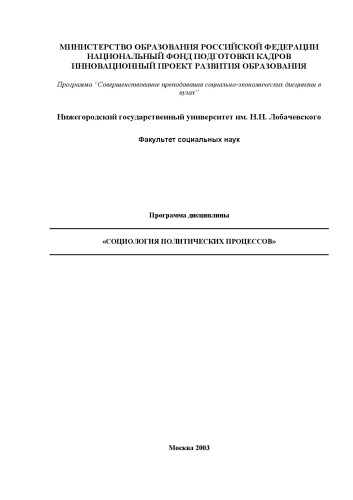 МИНИСТЕРСТВО ОБРАЗОВАНИЯ РОССИЙСКОЙ ФЕДЕРАЦИИ
НАЦИОНАЛЬНЫЙ ФОНД ПОДГОТОВКИ КАДРОВ
ИННОВАЦИОННЫЙ ПРОЕКТ РАЗВИТИЯ ОБРАЗОВАНИЯ
Программа “Совершенствование преподавания социально-экономических дисциплин в
вузах”
Нижегородский государственный университет им. Н.И. Лобачевского
Факультет социальных наук
Программа дисциплины
«СОЦИОЛОГИЯ ПОЛИТИЧЕСКИХ ПРОЦЕССОВ»
Москва 2003